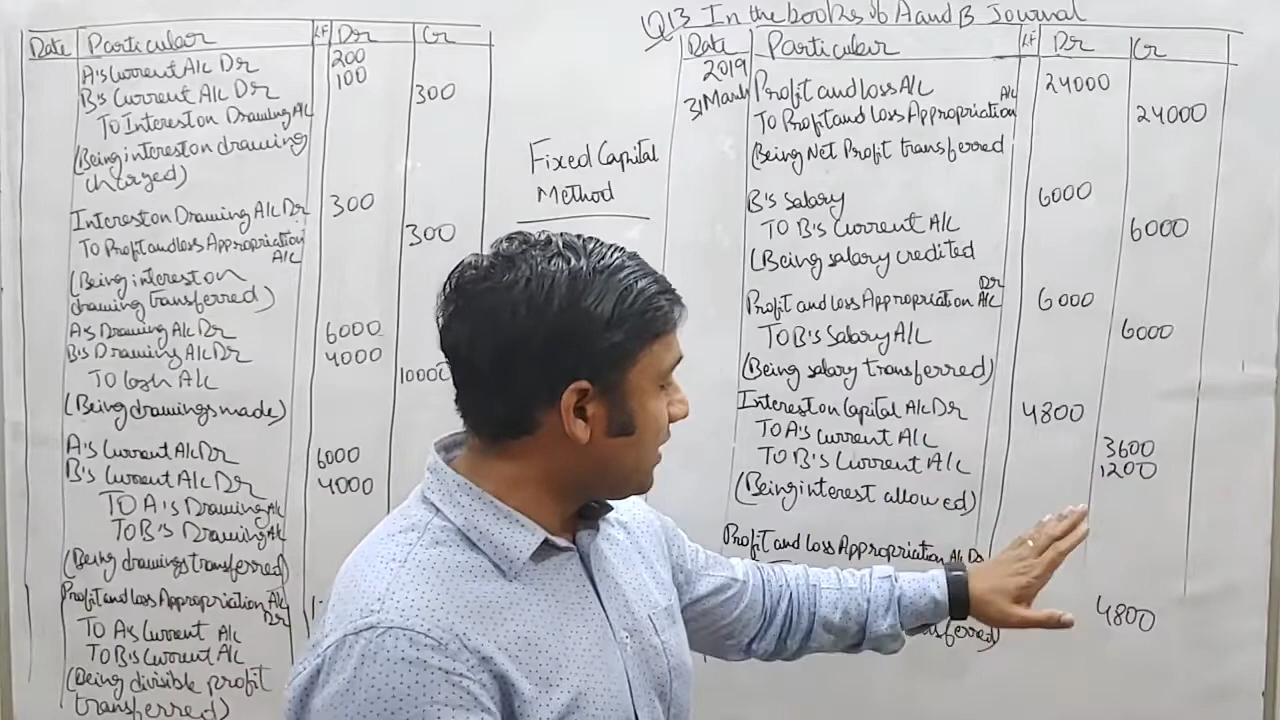 Q13 In the books of A and B Journal
Date Particular LF Dr Cr
A's Current A/c Dr 200
B's Current A/c Dr 100
To Interest on Drawing A/c 300
(Being interest on drawing
charged)
Interest on Drawing A/c Dr 300
To Profit and loss Appropriation A/c 300
(Being interest on
drawing transferred)
A's Drawing A/c Dr 6000
B's Drawing A/c Dr 4000
To Cash A/c 10000
(Being drawings made)
A's Current A/c Dr 6000
B's Current A/c Dr 4000
To A's Drawing A/c
To B's Drawing A/c
(Being drawings transferred)
Profit and loss Appropriation A/c Dr
To A's Current A/c
To B's Current A/c
(Being divisible profit
transferred)
Fixed Capital
Method
Date Particular LF Dr Cr
2019
31 March Profit and loss A/c 24000
To Profit and loss Appropriation A/c 24000
(Being Net Profit transferred
B's Salary 6000
To B's Current A/c 6000
(Being salary credited
Profit and loss Appropriation A/c Dr 6000
To B's Salary A/c 6000
(Being salary transferred)
Interest on Capital A/c Dr 4800
To A's Current A/c 3600
To B's Current A/c 1200
(Being interest allowed)
Profit and loss Appropriation A/c Dr
4800